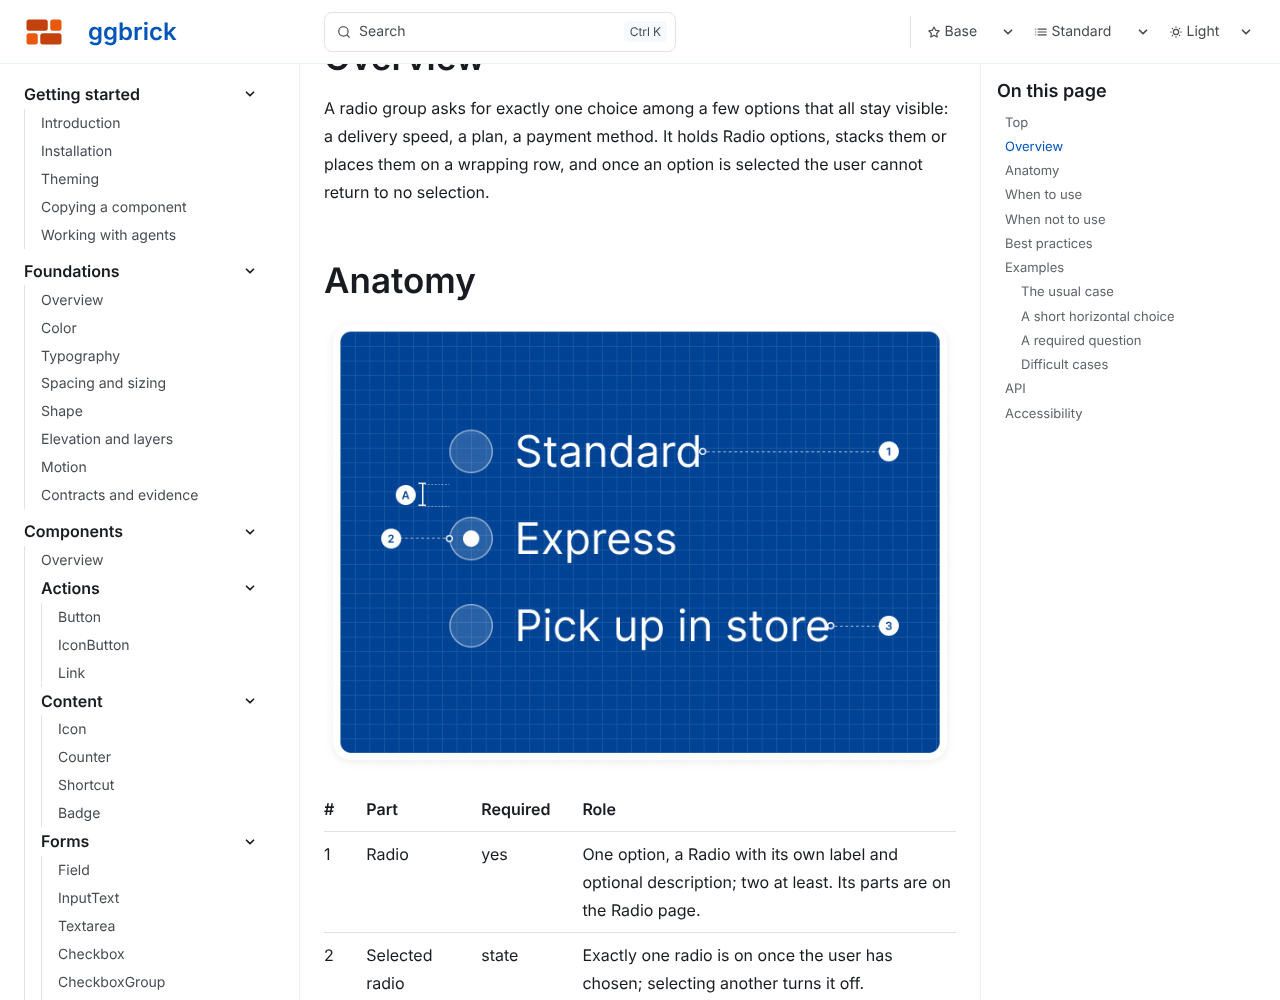 ggbrick
Search
Ctrl K
Base
Standard
Light
Getting started
Introduction
Installation
Theming
Copying a component
Working with agents
Foundations
Overview
Color
Typography
Spacing and sizing
Shape
Elevation and layers
Motion
Contracts and evidence
Components
Overview
Actions
Button
IconButton
Link
Content
Icon
Counter
Shortcut
Badge
Forms
Field
InputText
Textarea
Checkbox
CheckboxGroup
Overview
A radio group asks for exactly one choice among a few options that all stay visible:
a delivery speed, a plan, a payment method. It holds Radio options, stacks them or
places them on a wrapping row, and once an option is selected the user cannot
return to no selection.
Anatomy
Standard
1
A
2
Express
Pick up in store
3
# Part Required Role
1 Radio yes One option, a Radio with its own label and
optional description; two at least. Its parts are on
the Radio page.
2 Selected state Exactly one radio is on once the user has
radio chosen; selecting another turns it off.
On this page
Top
Overview
Anatomy
When to use
When not to use
Best practices
Examples
The usual case
A short horizontal choice
A required question
Difficult cases
API
Accessibility